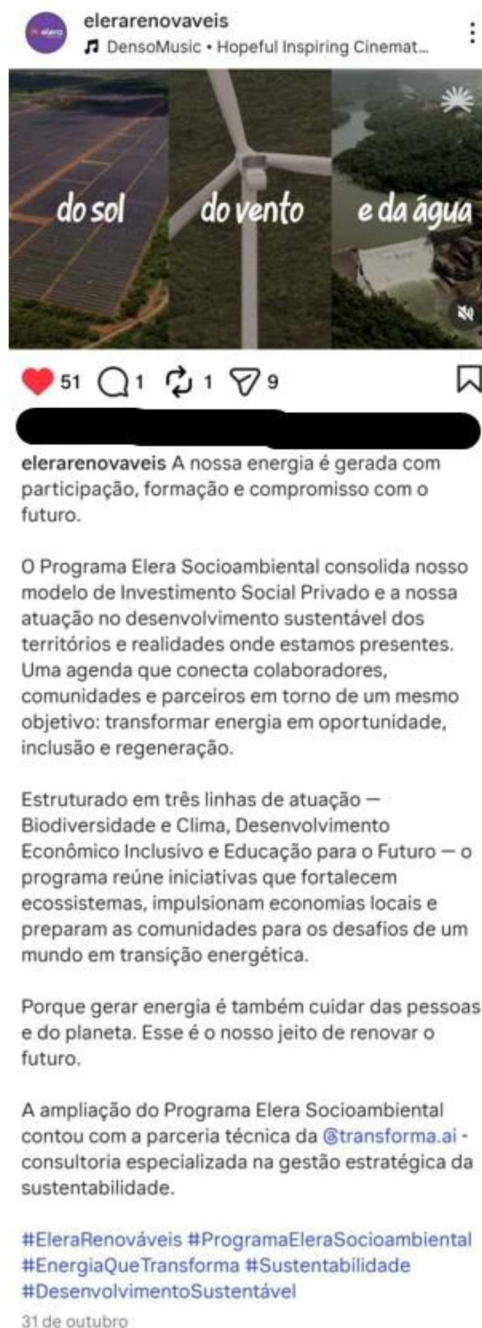 elera
elerarenovaveis
DensoMusic • Hopeful Inspiring Cinemat...
do sol
do vento
e da água
51
1
1
9
elerarenovaveis A nossa energia é gerada com
participação, formação e compromisso com o
futuro.
O Programa Elera Socioambiental consolida nosso
modelo de Investimento Social Privado e a nossa
atuação no desenvolvimento sustentável dos
territórios e realidades onde estamos presentes.
Uma agenda que conecta colaboradores,
comunidades e parceiros em torno de um mesmo
objetivo: transformar energia em oportunidade,
inclusão e regeneração.
Estruturado em três linhas de atuação —
Biodiversidade e Clima, Desenvolvimento
Econômico Inclusivo e Educação para o Futuro — o
programa reúne iniciativas que fortalecem
ecossistemas, impulsionam economias locais e
preparam as comunidades para os desafios de um
mundo em transição energética.
Porque gerar energia é também cuidar das pessoas
e do planeta. Esse é o nosso jeito de renovar o
futuro.
A ampliação do Programa Elera Socioambiental
contou com a parceria técnica da @transforma.ai -
consultoria especializada na gestão estratégica da
sustentabilidade.
#EleraRenováveis #ProgramaEleraSocioambiental
#EnergiaQueTransforma #Sustentabilidade
#DesenvolvimentoSustentável
31 de outubro